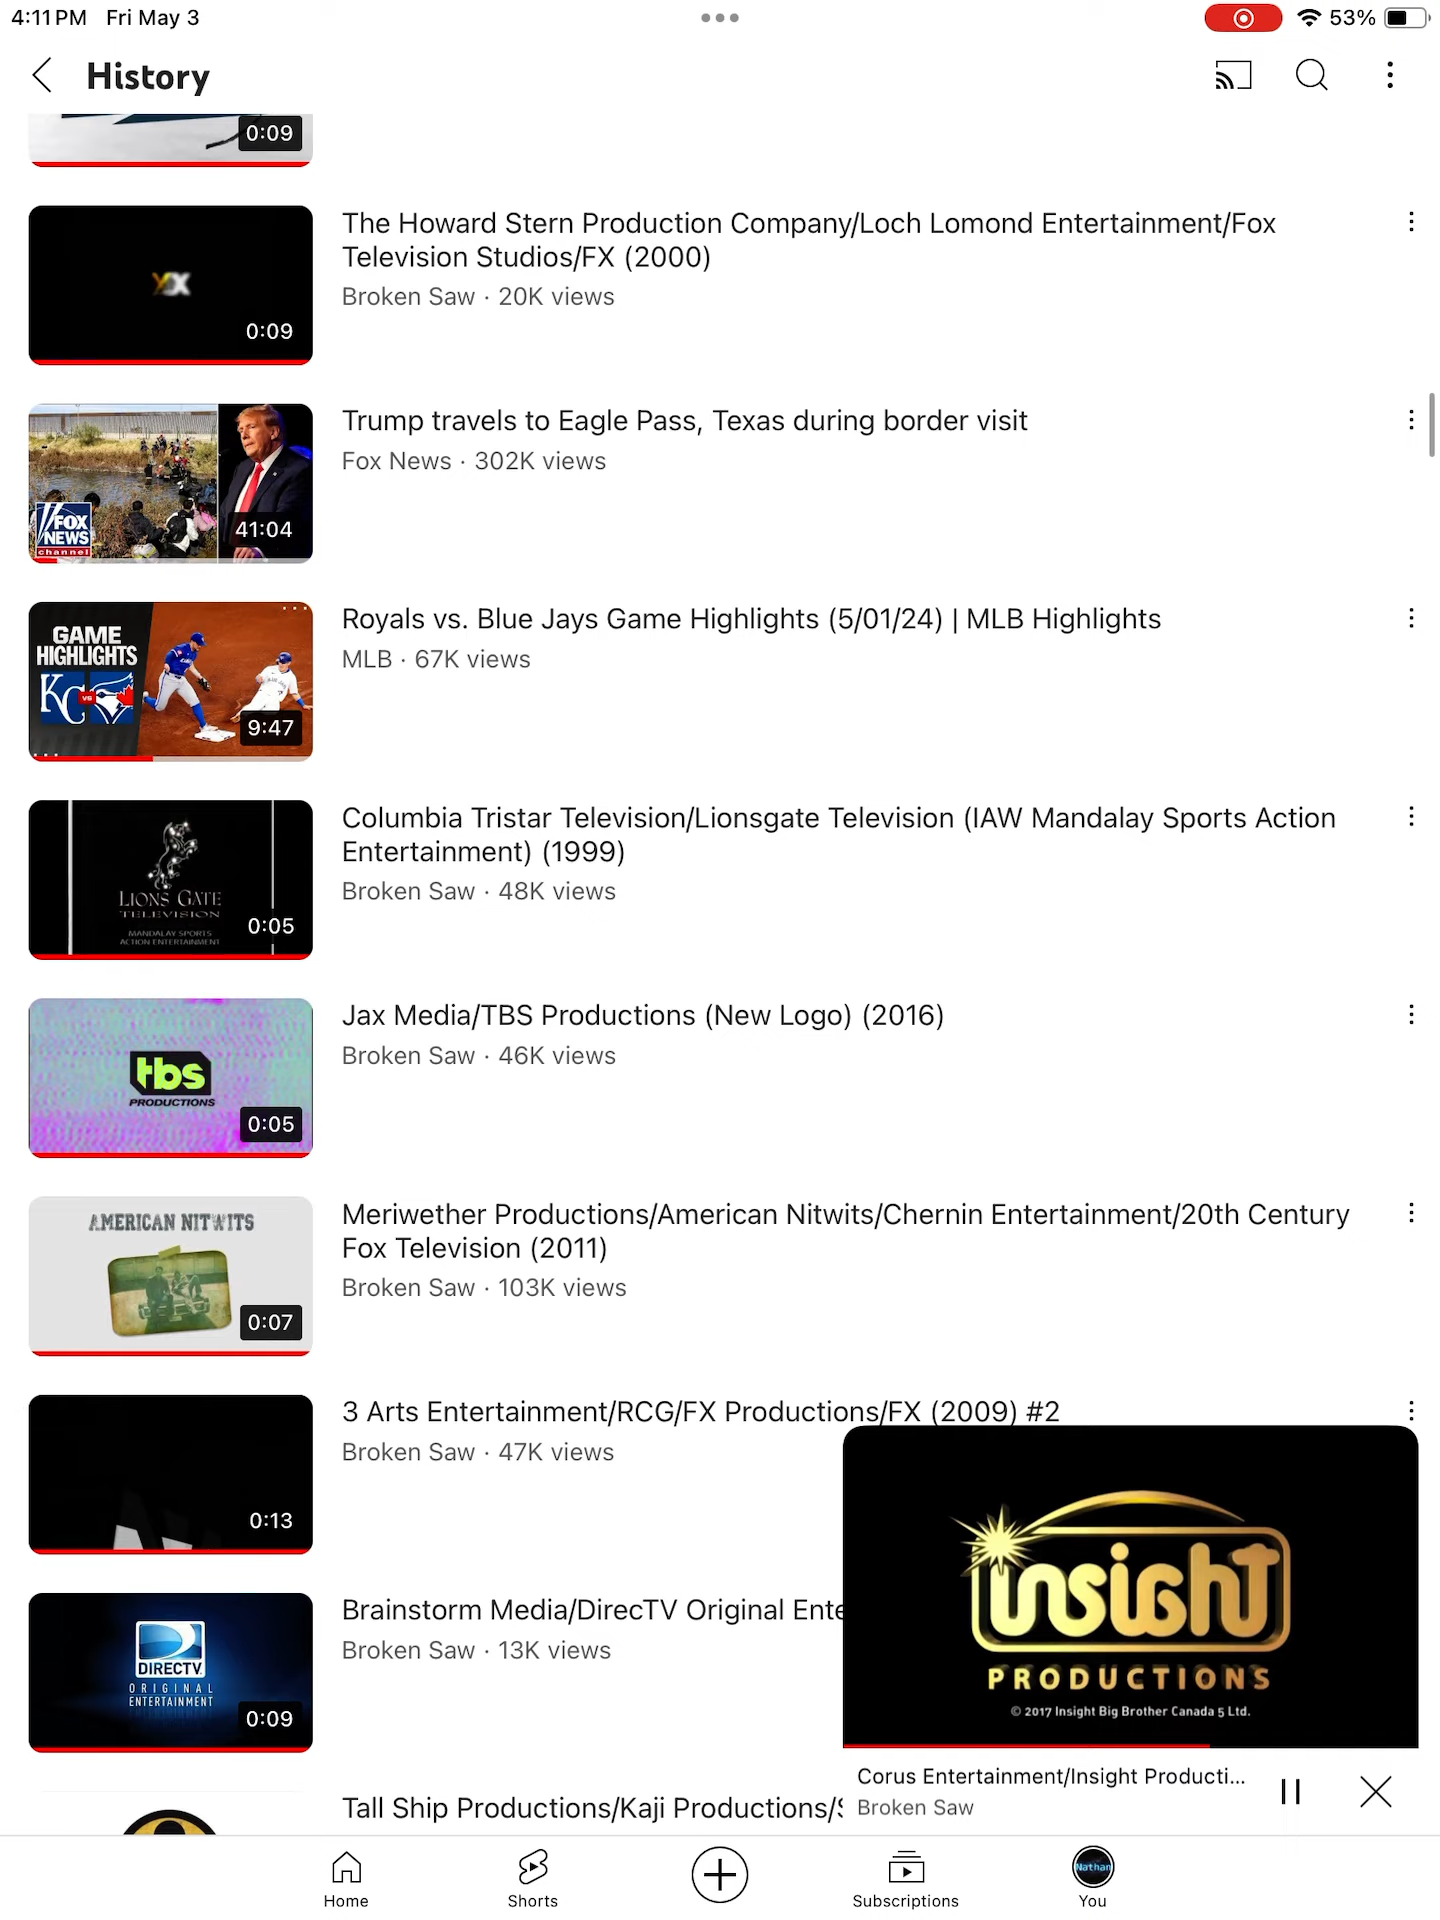 4:11 PM Fri May 3
53%
History
0:09
The Howard Stern Production Company/Loch Lomond Entertainment/Fox
Television Studios/FX (2000)
Broken Saw · 20K views
0:09
Trump travels to Eagle Pass, Texas during border visit
Fox News · 302K views
FOX
NEWS
channel
41:04
Royals vs. Blue Jays Game Highlights (5/01/24) | MLB Highlights
MLB · 67K views
GAME
HIGHLIGHTS
KC
VS
9:47
Columbia Tristar Television/Lionsgate Television (IAW Mandalay Sports Action
Entertainment) (1999)
Broken Saw · 48K views
LIONS GATE
TELEVISION
MANDALAY SPORTS
ACTION ENTERTAINMENT
0:05
Jax Media/TBS Productions (New Logo) (2016)
Broken Saw · 46K views
tbs
PRODUCTIONS
0:05
Meriwether Productions/American Nitwits/Chernin Entertainment/20th Century
Fox Television (2011)
Broken Saw · 103K views
AMERICAN NITWITS
0:07
3 Arts Entertainment/RCG/FX Productions/FX (2009) #2
Broken Saw · 47K views
0:13
Brainstorm Media/DirecTV Original Ente
Broken Saw · 13K views
DIRECTV
ORIGINAL
ENTERTAINMENT
0:09
insight
PRODUCTIONS
© 2017 Insight Big Brother Canada 5 Ltd.
Corus Entertainment/Insight Producti...
Broken Saw
Tall Ship Productions/Kaji Productions/
Home
Shorts
Subscriptions
Nathan
You